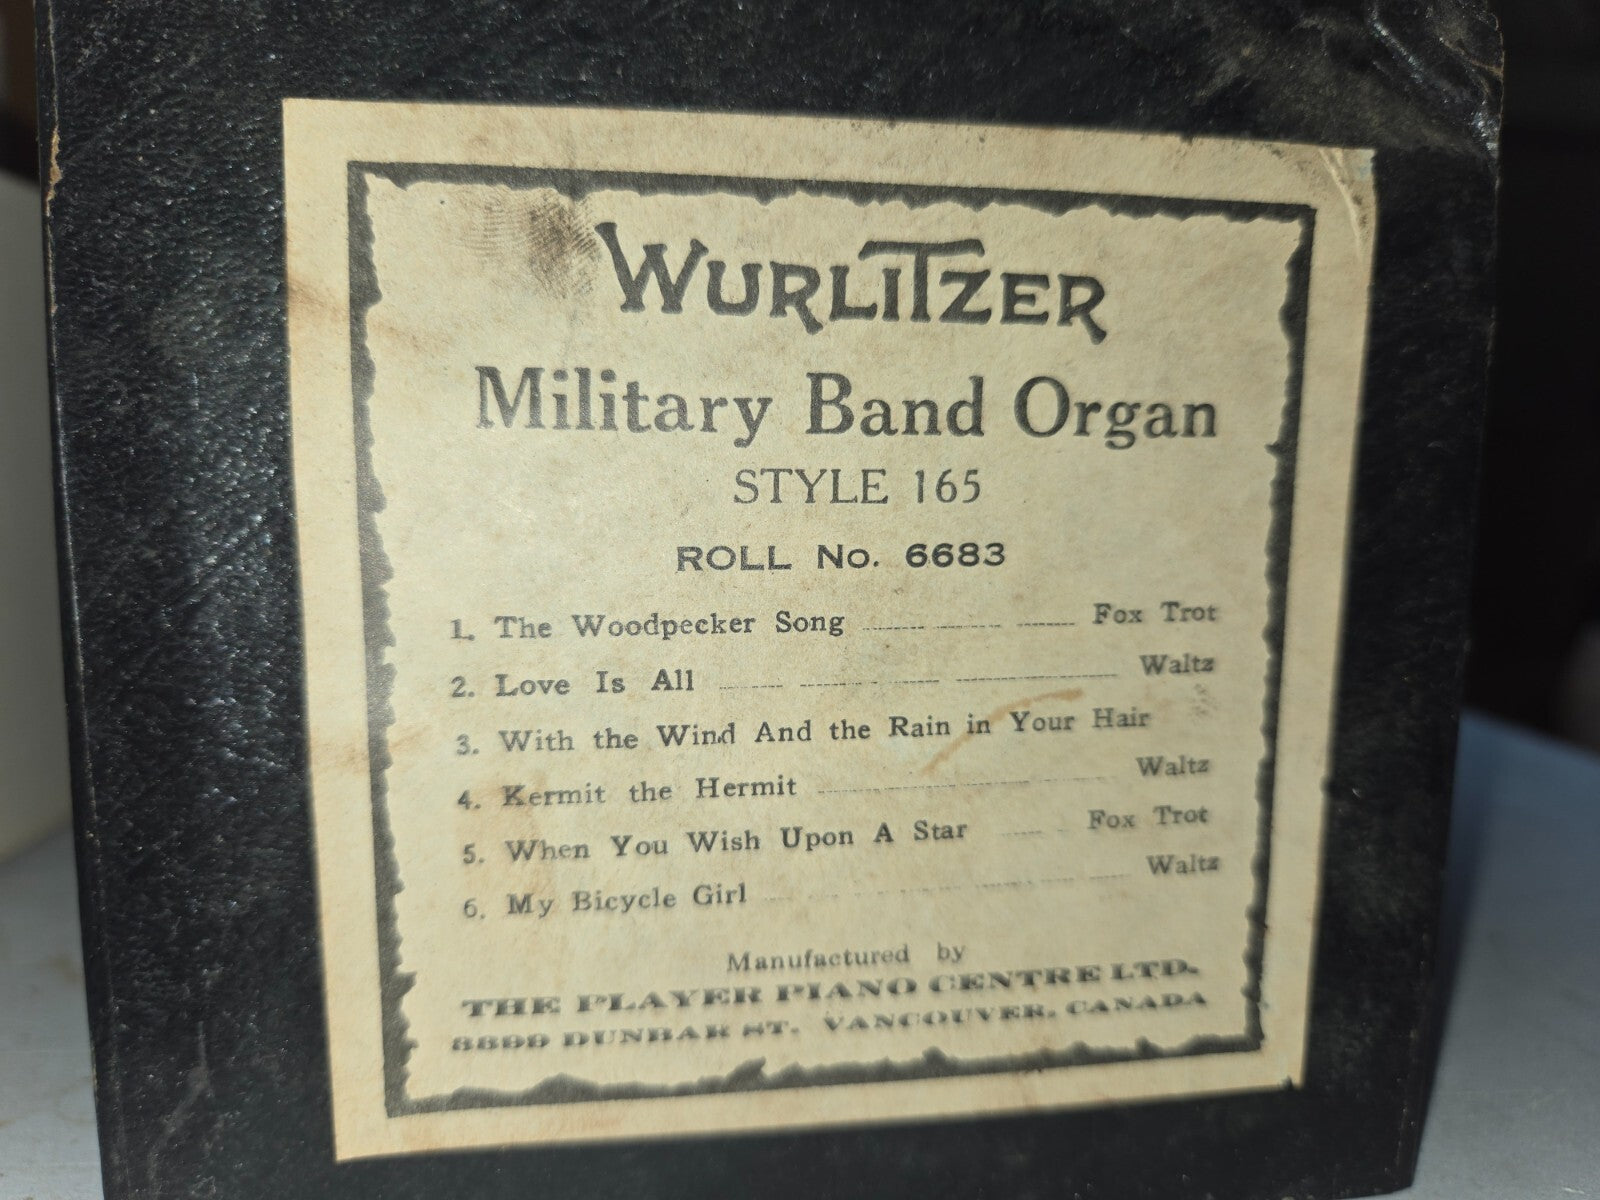 WURLITZER
Military Band Organ
STYLE 165
ROLL No. 6683
1. The Woodpecker Song Fox Trot
2. Love Is All Waltz
3. With the Wind And the Rain in Your Hair
4. Kermit the Hermit Waltz
5. When You Wish Upon A Star Fox Trot
6. My Bicycle Girl Waltz
Manufactured by
THE PLAYER PIANO CENTRE LTD.
DUNBAR ST. VANCOUVER, CANADA